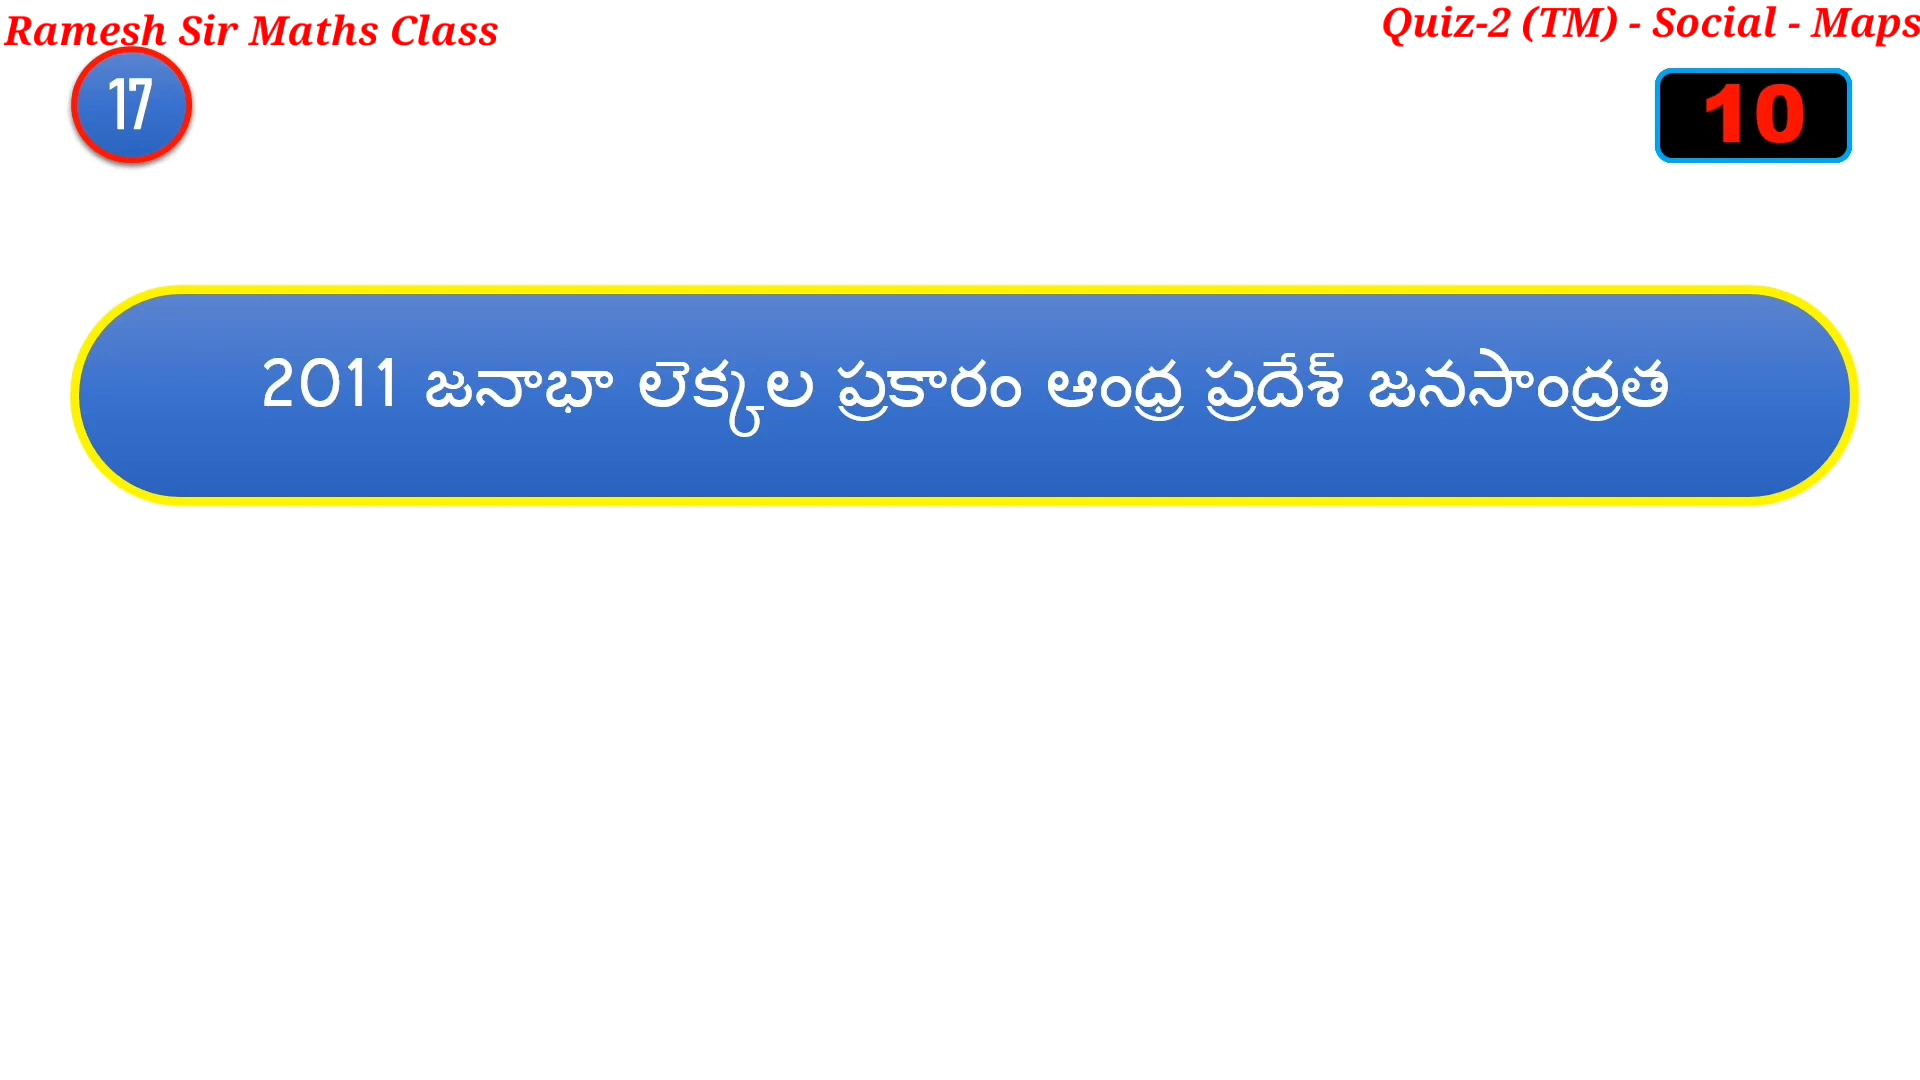 Ramesh Sir Maths Class
Quiz-2 (TM) - Social - Maps
17
10
2011 జనాభా లెక్కల ప్రకారం ఆంధ్ర ప్రదేశ్ జనసాంద్రత